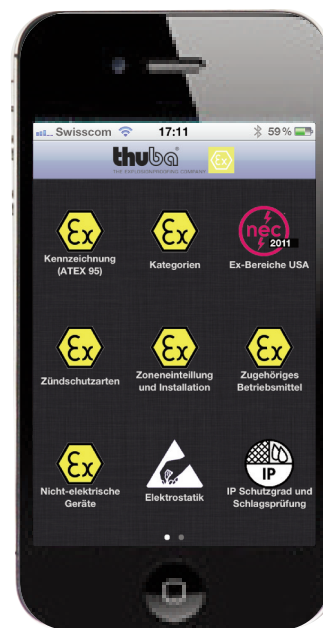 Swisscom 17:11 59%
thuba Ex
THE EXPLOSIONPROOFING COMPANY
Ex Ex nec
2011
Kennzeichnung
(ATEX 95)
Kategorien
Ex-Bereiche USA
Ex Ex Ex
Zündschutzarten
Zoneneinteillung
und Installation
Zugehöriges
Betriebsmittel
Ex
IP
Nicht-elektrische
Geräte
Elektrostatik
IP Schutzgrad und
Schlagsprüfung